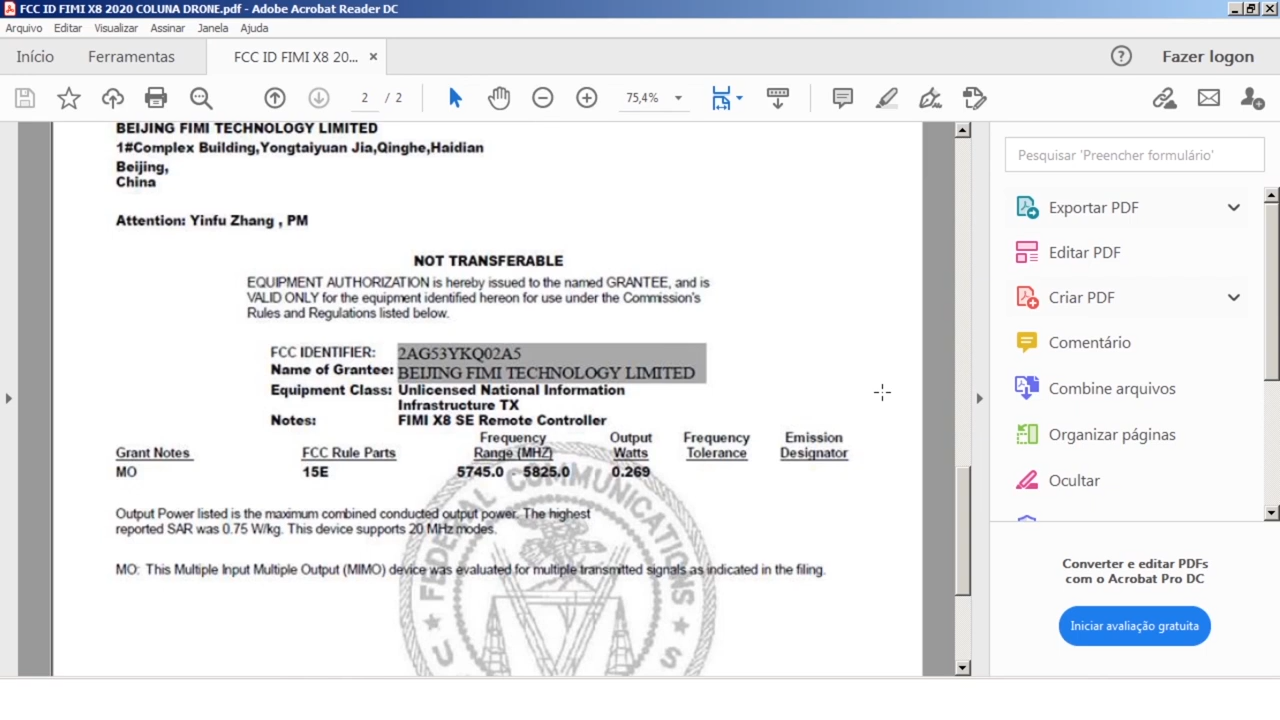 FCC ID FIMI X8 2020 COLUNA DRONE.pdf - Adobe Acrobat Reader DC
Arquivo Editar Visualizar Assinar Janela Ajuda
Início Ferramentas FCC ID FIMI X8 20... × Fazer logon
2 / 2 75,4%
BEIJING FIMI TECHNOLOGY LIMITED
1#Complex Building,Yongtaiyuan Jia,Qinghe,Haidian
Beijing,
China
Attention: Yinfu Zhang , PM
NOT TRANSFERABLE
EQUIPMENT AUTHORIZATION is hereby issued to the named GRANTEE, and is
VALID ONLY for the equipment identified hereon for use under the Commission's
Rules and Regulations listed below.
FCC IDENTIFIER: 2AG53YKQ02A5
Name of Grantee: BEIJING FIMI TECHNOLOGY LIMITED
Equipment Class: Unlicensed National Information
Infrastructure TX
Notes: FIMI X8 SE Remote Controller
Frequency Output Frequency Emission
Grant Notes FCC Rule Parts Range (MHZ) Watts Tolerance Designator
MO 15E 5745.0 - 5825.0 0.269
Output Power listed is the maximum combined conducted output power. The highest
reported SAR was 0.75 W/kg. This device supports 20 MHz modes.
MO: This Multiple Input Multiple Output (MIMO) device was evaluated for multiple transmitted signals as indicated in the filing.
FEDERAL COMMUNICATIONS
Pesquisar 'Preencher formulário'
Exportar PDF
Editar PDF
Criar PDF
Comentário
Combine arquivos
Organizar páginas
Ocultar
Converter e editar PDFs
com o Acrobat Pro DC
Iniciar avaliação gratuita